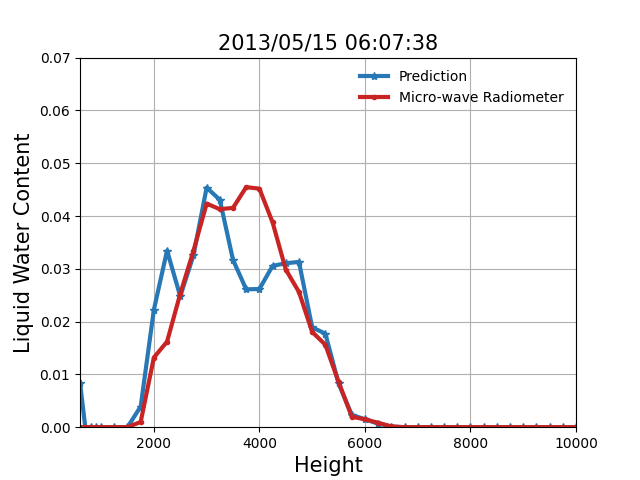 2013/05/15 06:07:38
Prediction
Micro-wave Radiometer
Liquid Water Content
0.07
0.06
0.05
0.04
0.03
0.02
0.01
0.00
2000 4000 6000 8000 10000
Height